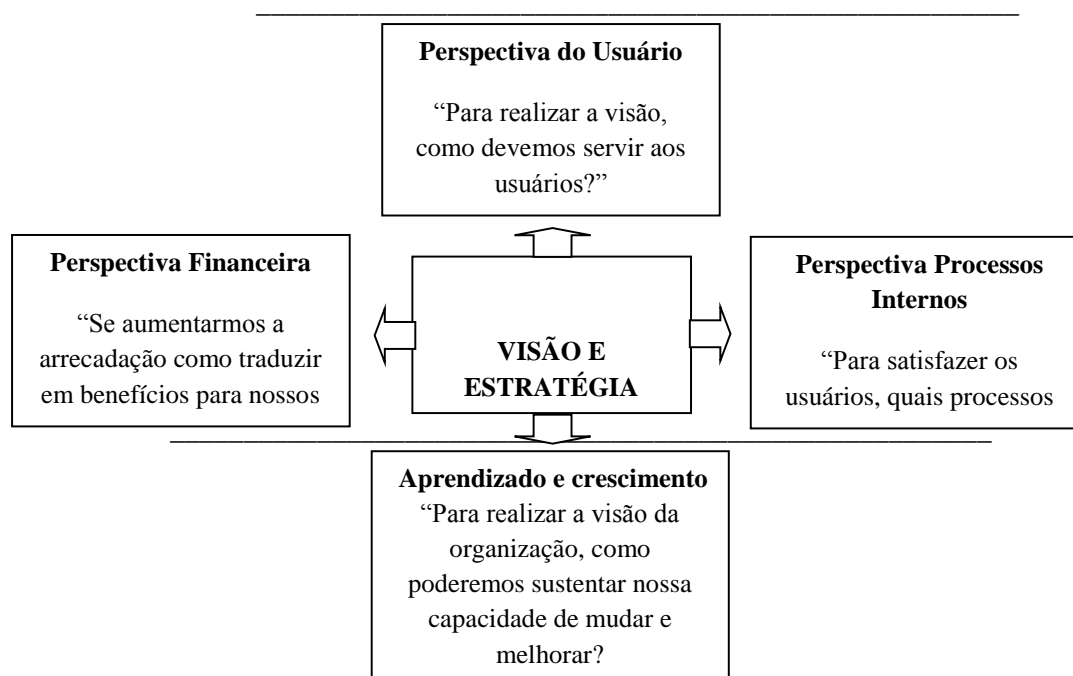 Perspectiva do Usuário
“Para realizar a visão,
como devemos servir aos
usuários?”
Perspectiva Financeira
“Se aumentarmos a
arrecadação como traduzir
em benefícios para nossos
VISÃO E
ESTRATÉGIA
Perspectiva Processos
Internos
“Para satisfazer os
usuários, quais processos
Aprendizado e crescimento
“Para realizar a visão da
organização, como
poderemos sustentar nossa
capacidade de mudar e
melhorar?